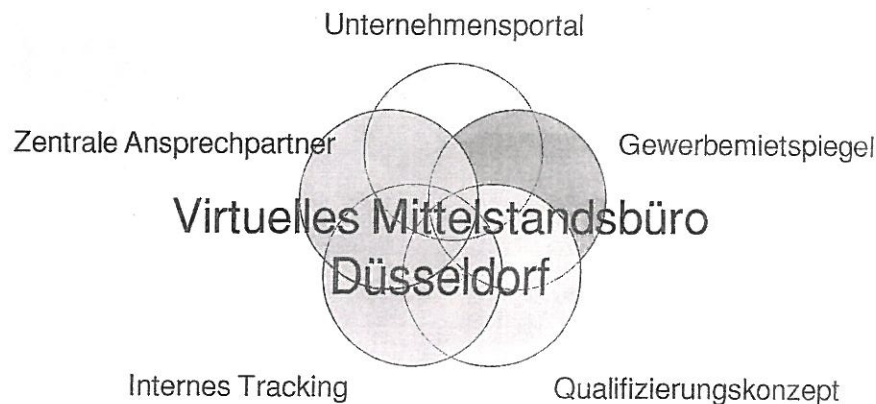 Unternehmensportal
Zentrale Ansprechpartner
Gewerbemietspiegel
Virtuelles Mittelstandsbüro
Düsseldorf
Internes Tracking
Qualifizierungskonzept